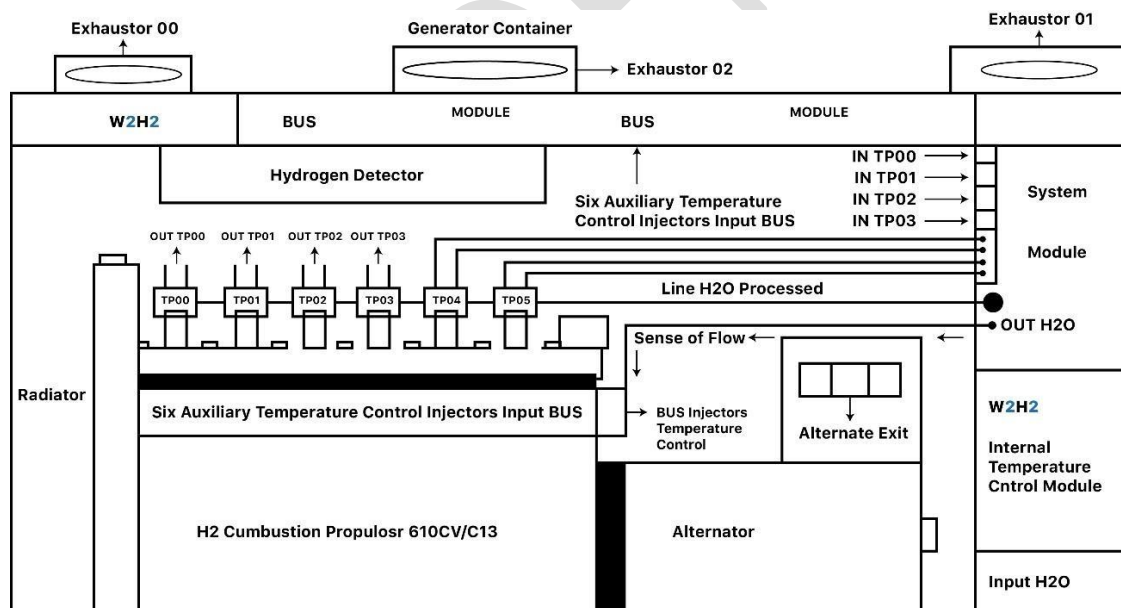 Exhaustor 00
Generator Container
Exhaustor 01
Exhaustor 02
W2H2
BUS
MODULE
BUS
MODULE
Hydrogen Detector
IN TP00
IN TP01
IN TP02
IN TP03
System
Module
Six Auxiliary Temperature
Control Injectors Input BUS
OUT TP00
OUT TP01
OUT TP02
OUT TP03
TP00
TP01
TP02
TP03
TP04
TP05
Line H2O Processed
OUT H2O
Sense of Flow
Radiator
Six Auxiliary Temperature Control Injectors Input BUS
BUS Injectors
Temperature
Control
Alternate Exit
W2H2
Internal
Temperature
Cntrol Module
H2 Cumbustion Propulosr 610CV/C13
Alternator
Input H2O